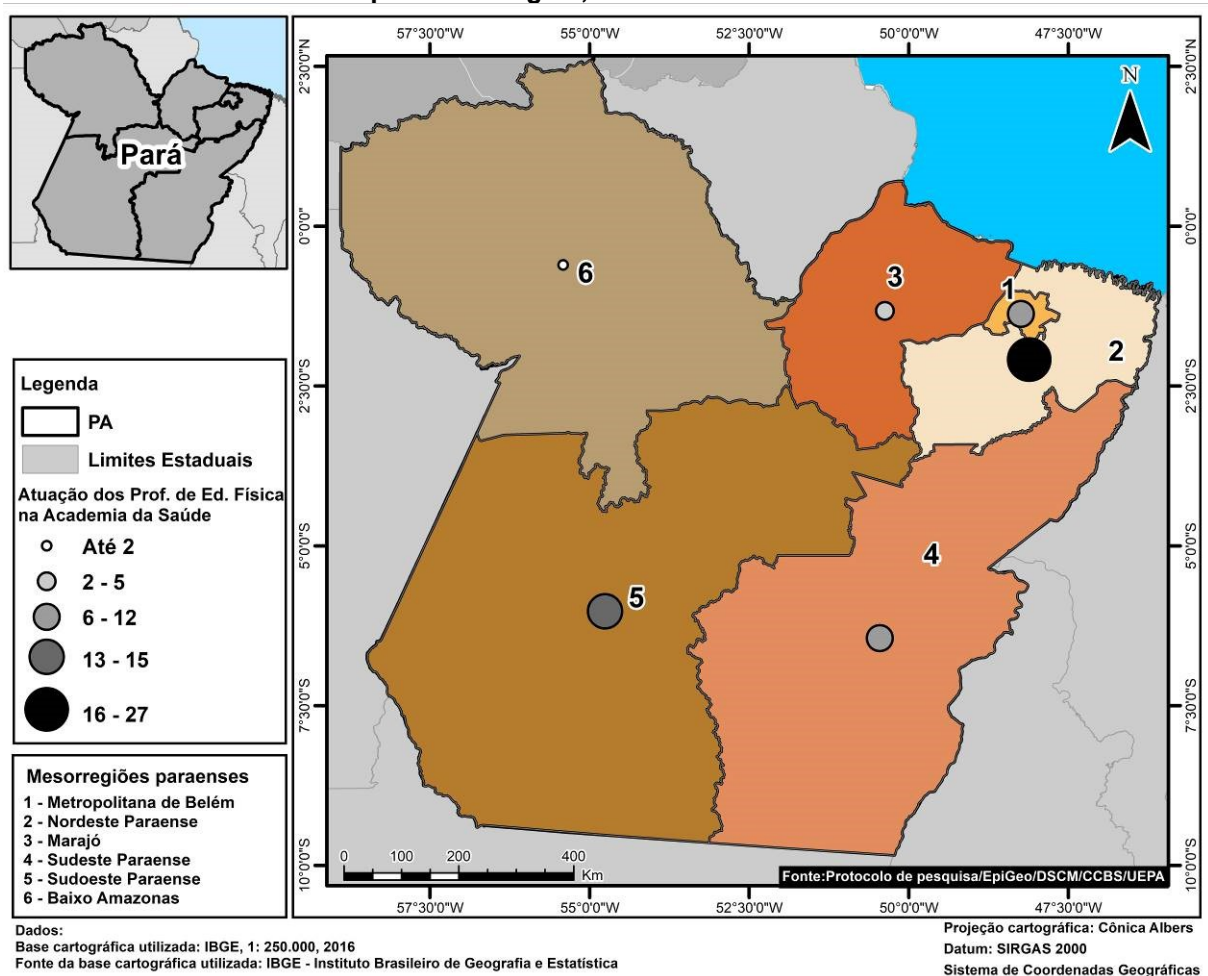 57°30'0"W
55°0'0"W
52°30'0"W
50°0'0"W
47°30'0"W
Pará
N
2°30'0"N
0°0'0"
2°30'0"S
5°0'0"S
7°30'0"S
10°0'0"S
2°30'0"N
0°0'0"
2°30'0"S
5°0'0"S
7°30'0"S
10°0'0"S
6
3
1
2
4
5
Legenda
PA
Limites Estaduais
Atuação dos Prof. de Ed. Física
na Academia da Saúde
Até 2
2 - 5
6 - 12
13 - 15
16 - 27
Mesorregiões paraenses
1 - Metropolitana de Belém
2 - Nordeste Paraense
3 - Marajó
4 - Sudeste Paraense
5 - Sudoeste Paraense
6 - Baixo Amazonas
0 100 200 400
Km
Fonte:Protocolo de pesquisa/EpiGeo/DSCM/CCBS/UEPA
57°30'0"W
55°0'0"W
52°30'0"W
50°0'0"W
47°30'0"W
Dados:
Base cartográfica utilizada: IBGE, 1: 250.000, 2016
Fonte da base cartográfica utilizada: IBGE - Instituto Brasileiro de Geografia e Estatística
Projeção cartográfica: Cônica Albers
Datum: SIRGAS 2000
Sistema de Coordenadas Geográficas